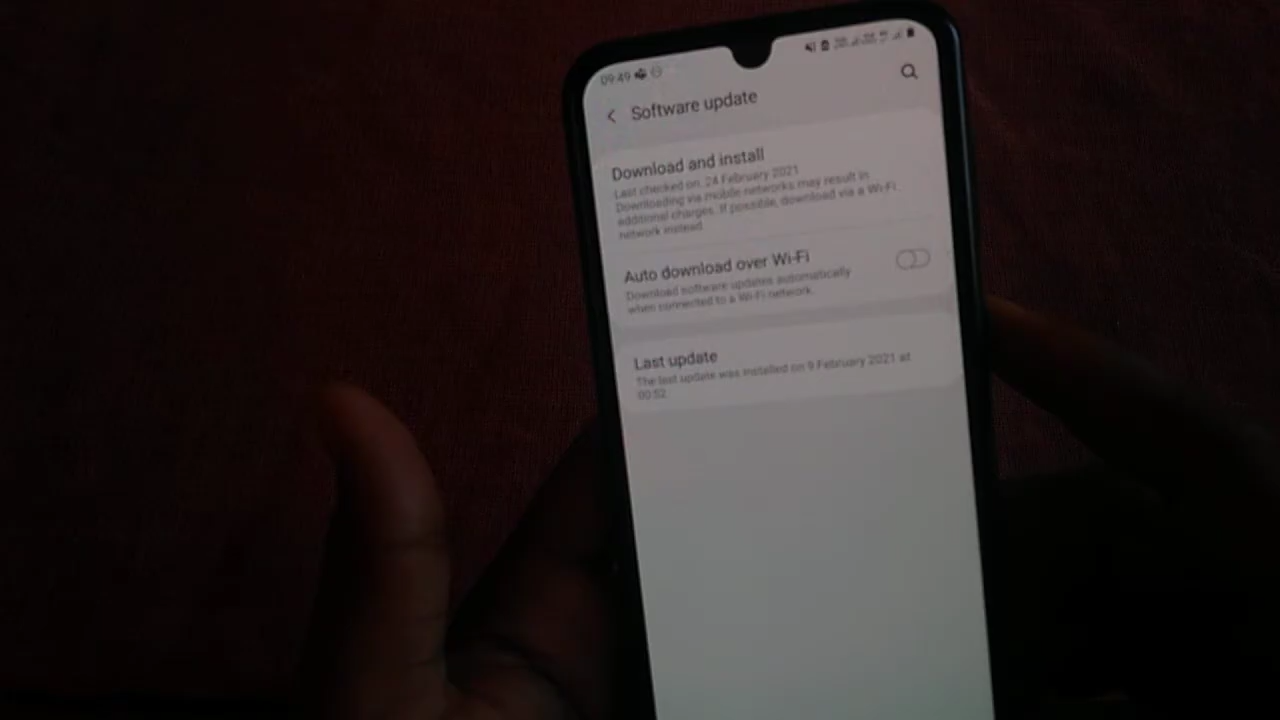 09:49
Software update
Download and install
Last checked on 24 February 2021
Downloading via mobile networks may result in
additional charges. If possible, download via a Wi-Fi
network instead.
Auto download over Wi-Fi
Download software updates automatically
when connected to a Wi-Fi network.
Last update
The last update was installed on 9 February 2021 at
00:52.